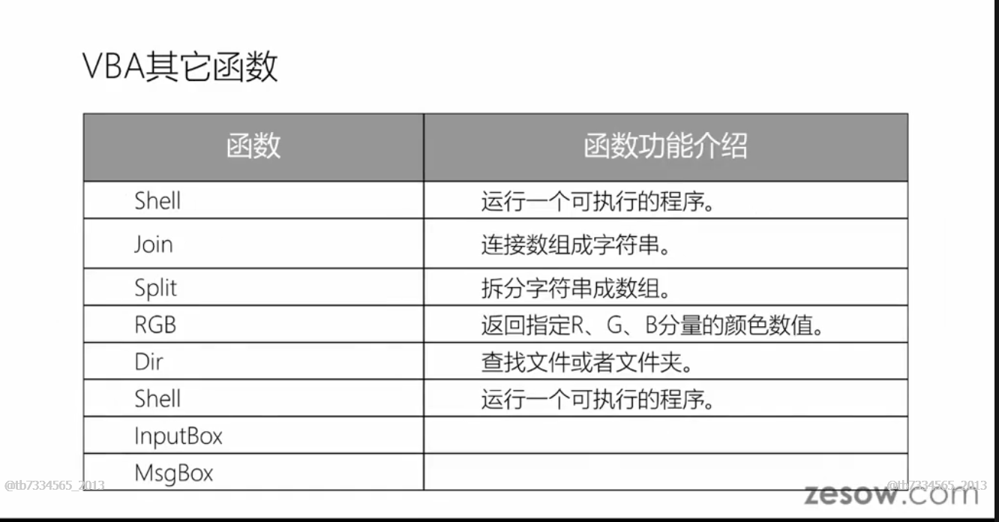 VBA其它函数
函数 函数功能介绍
Shell 运行一个可执行的程序。
Join 连接数组成字符串。
Split 拆分字符串成数组。
RGB 返回指定R、G、B分量的颜色数值。
Dir 查找文件或者文件夹。
Shell 运行一个可执行的程序。
InputBox
MsgBox
@tb7334565_2013 @tb7334565_2013
zesow.com